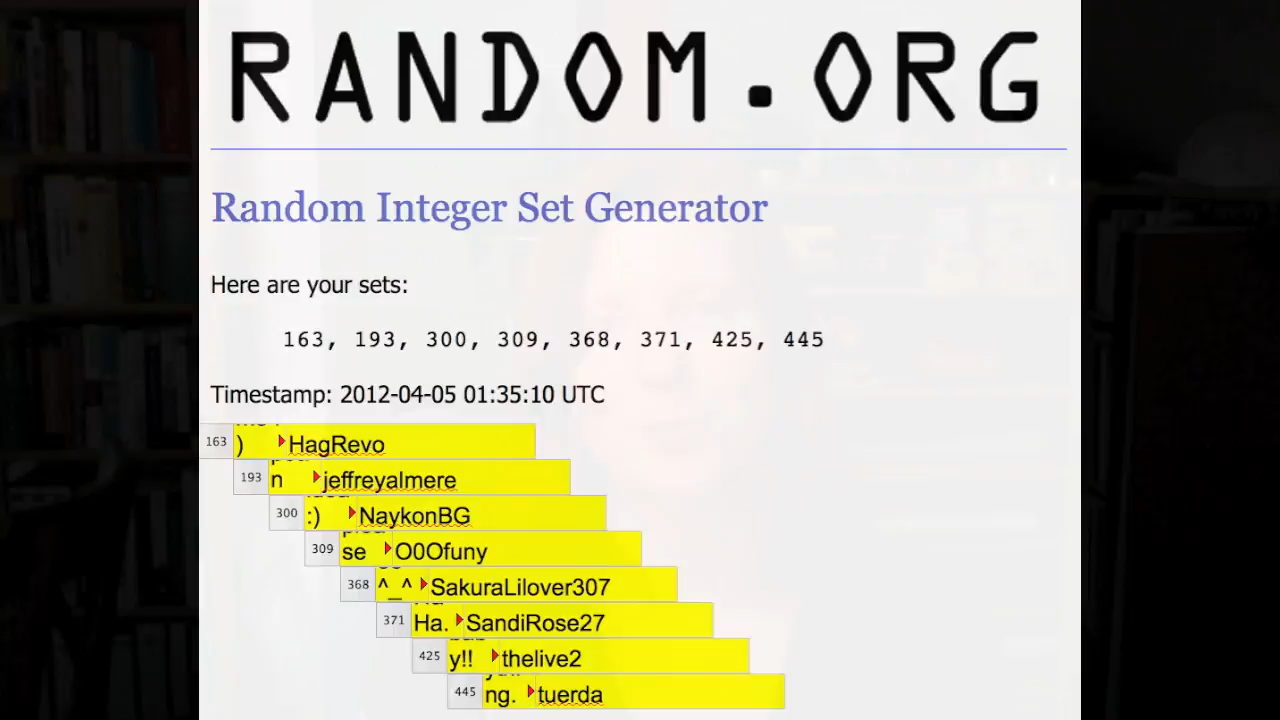 RANDOM.ORG
Random Integer Set Generator
Here are your sets:
163, 193, 300, 309, 368, 371, 425, 445
Timestamp: 2012-04-05 01:35:10 UTC
163 ) HagRevo
193 n jeffreyalmere
300 :) NaykonBG
309 se O0Ofuny
368 ^_^ SakuraLilover307
371 Ha. SandiRose27
425 y!! thelive2
445 ng. tuerda